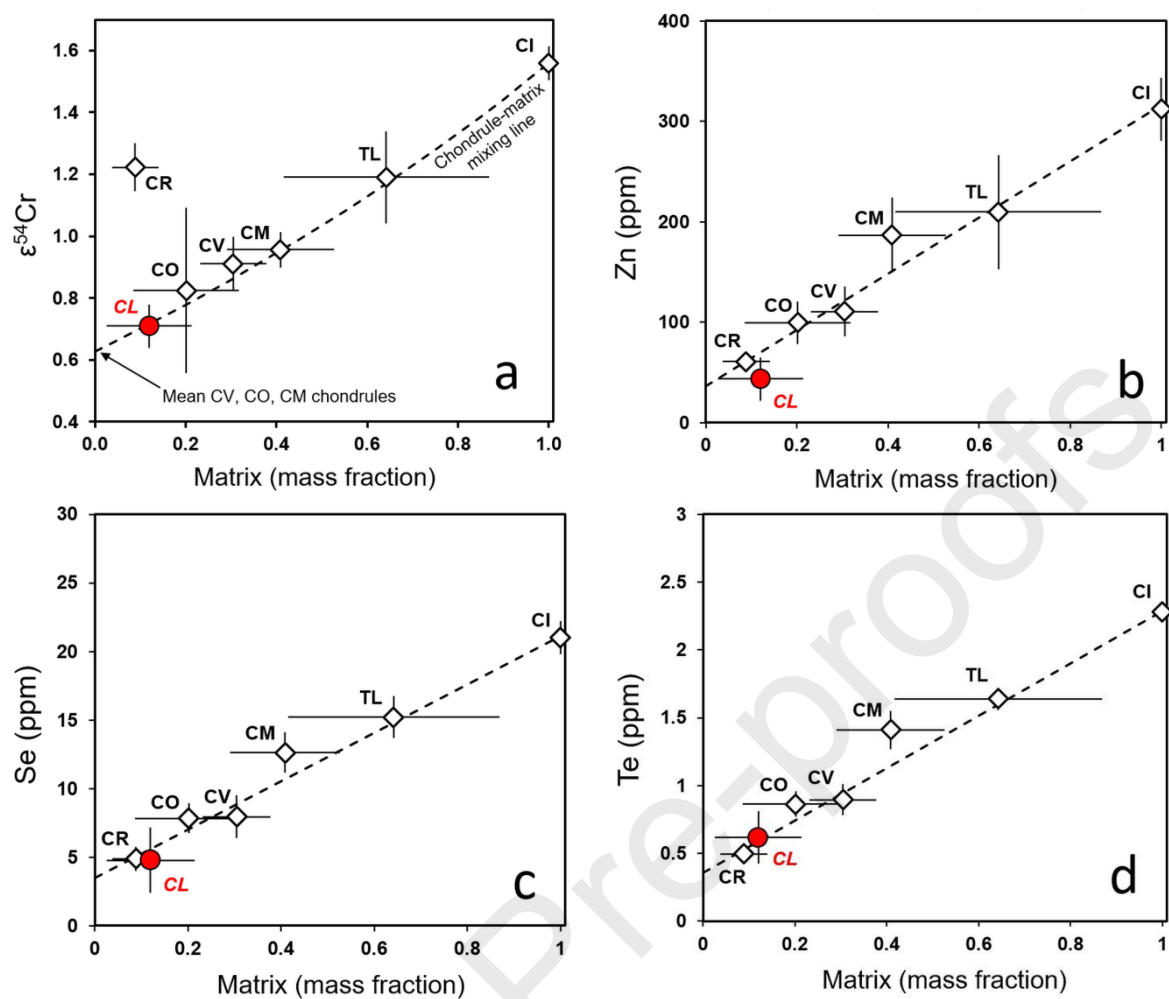 1.6
1.4
1.2
1.0
0.8
0.6
0.4
ε⁵⁴Cr
CI
Chondrule-matrix
mixing line
TL
CR
CM
CV
CO
CL
Mean CV, CO, CM chondrules
a
0.0 0.2 0.4 0.6 0.8 1.0
Matrix (mass fraction)
400
300
200
100
0
Zn (ppm)
CI
TL
CM
CV
CO
CR
CL
b
0 0.2 0.4 0.6 0.8 1
Matrix (mass fraction)
30
25
20
15
10
5
0
Se (ppm)
CI
TL
CM
CO
CV
CR
CL
c
0 0.2 0.4 0.6 0.8 1
Matrix (mass fraction)
3
2.5
2
1.5
1
0.5
0
Te (ppm)
CI
TL
CM
CO
CV
CL
CR
d
0 0.2 0.4 0.6 0.8 1
Matrix (mass fraction)
Pre-proofs